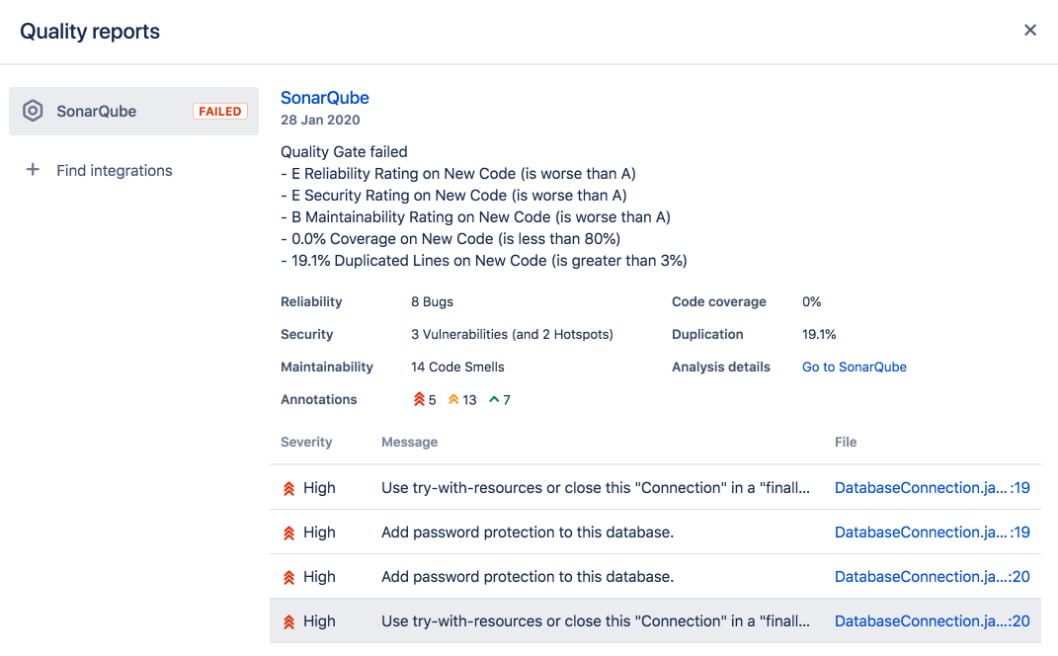 Quality reports
SonarQube FAILED
Find integrations
SonarQube
28 Jan 2020
Quality Gate failed
- E Reliability Rating on New Code (is worse than A)
- E Security Rating on New Code (is worse than A)
- B Maintainability Rating on New Code (is worse than A)
- 0.0% Coverage on New Code (is less than 80%)
- 19.1% Duplicated Lines on New Code (is greater than 3%)
Reliability 8 Bugs Code coverage 0%
Security 3 Vulnerabilities (and 2 Hotspots) Duplication 19.1%
Maintainability 14 Code Smells Analysis details Go to SonarQube
Annotations 5 13 7
Severity Message File
High Use try-with-resources or close this "Connection" in a "finall... DatabaseConnection.ja...:19
High Add password protection to this database. DatabaseConnection.ja...:19
High Add password protection to this database. DatabaseConnection.ja...:20
High Use try-with-resources or close this "Connection" in a "finall... DatabaseConnection.ja...:20